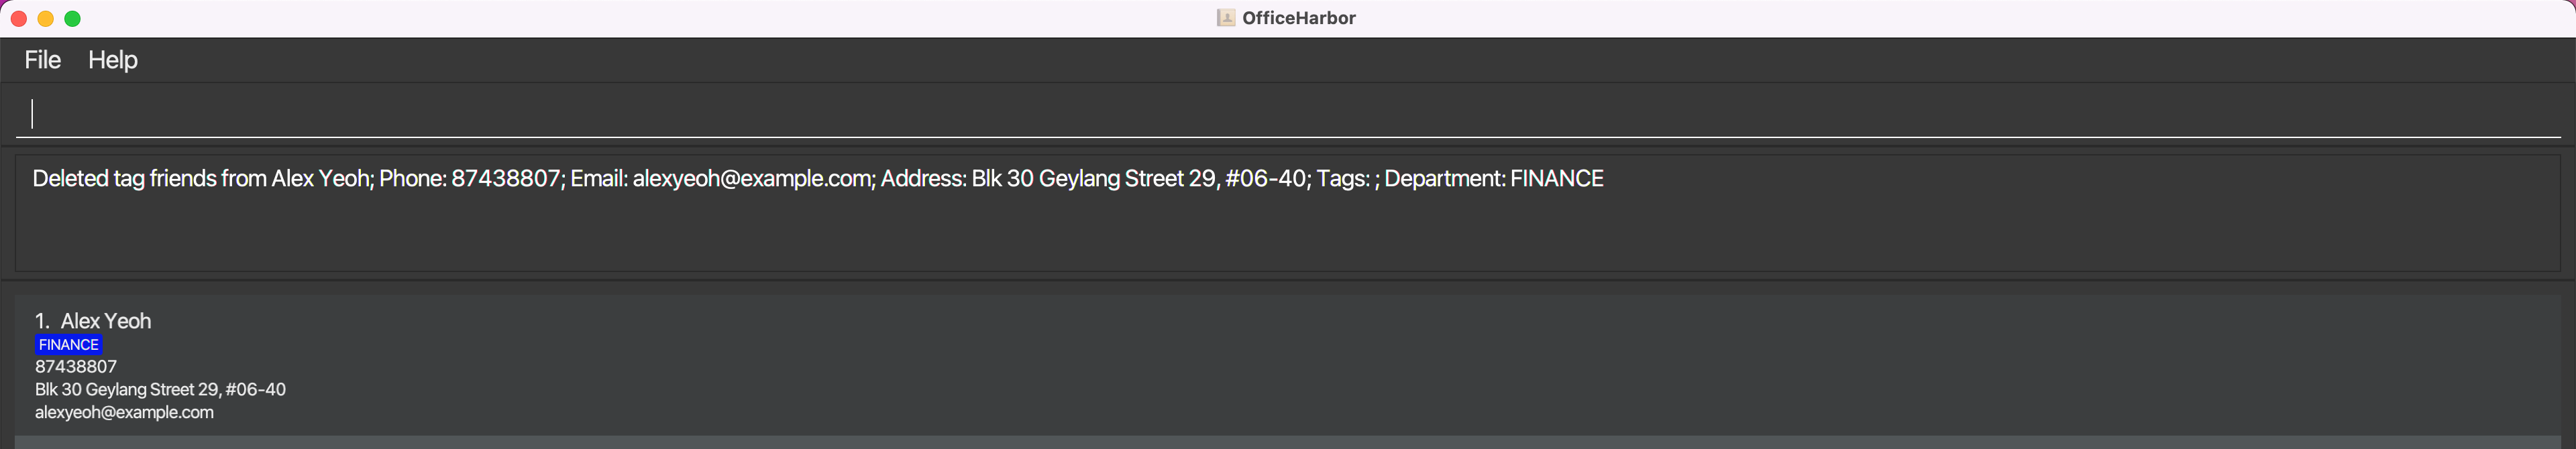 OfficeHarbor
File Help
Deleted tag friends from Alex Yeoh; Phone: 87438807; Email: alexyeoh@example.com; Address: Blk 30 Geylang Street 29, #06-40; Tags: ; Department: FINANCE
1. Alex Yeoh
FINANCE
87438807
Blk 30 Geylang Street 29, #06-40
alexyeoh@example.com